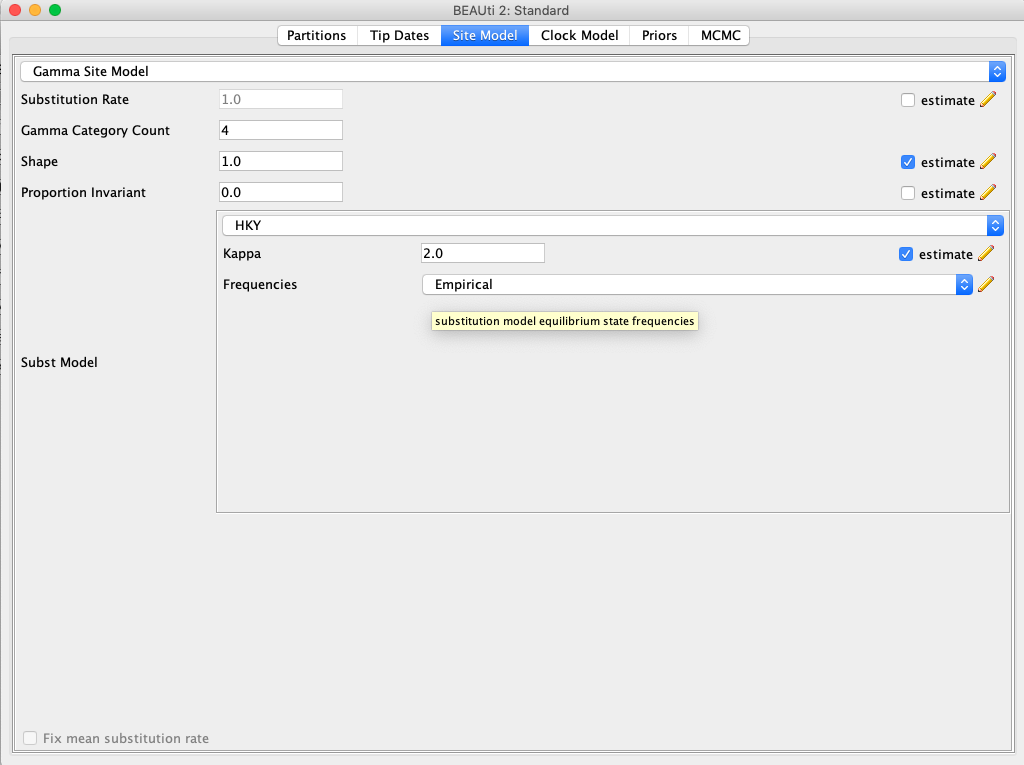 BEAUti 2: Standard
Partitions Tip Dates Site Model Clock Model Priors MCMC
Gamma Site Model
Substitution Rate 1.0 estimate
Gamma Category Count 4
Shape 1.0 estimate
Proportion Invariant 0.0 estimate
HKY
Kappa 2.0 estimate
Frequencies Empirical
substitution model equilibrium state frequencies
Subst Model
Fix mean substitution rate